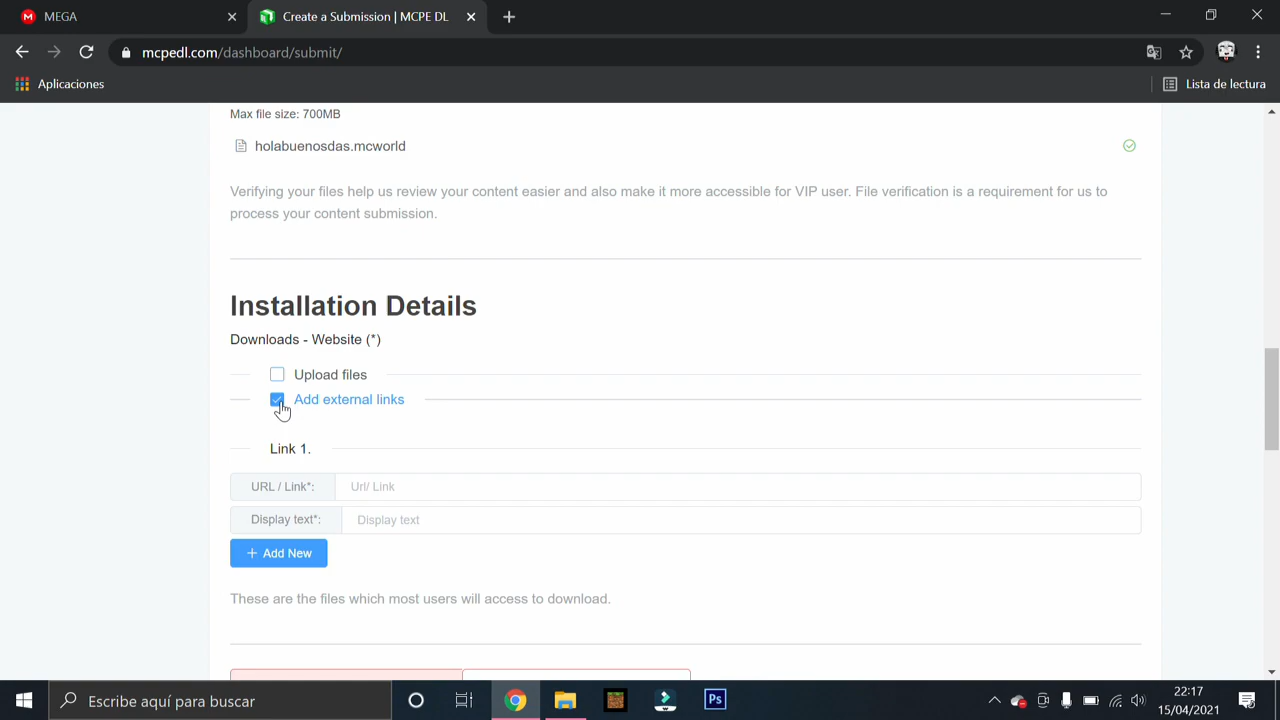 MEGA
Create a Submission | MCPE DL
mcpedl.com/dashboard/submit/
Aplicaciones
Lista de lectura
Max file size: 700MB
holabuenosdas.mcworld
Verifying your files help us review your content easier and also make it more accessible for VIP user. File verification is a requirement for us to
process your content submission.
Installation Details
Downloads - Website (*)
Upload files
Add external links
Link 1.
URL / Link*:
Url/ Link
Display text*:
Display text
+ Add New
These are the files which most users will access to download.
Escribe aquí para buscar
Ps
22:17
15/04/2021